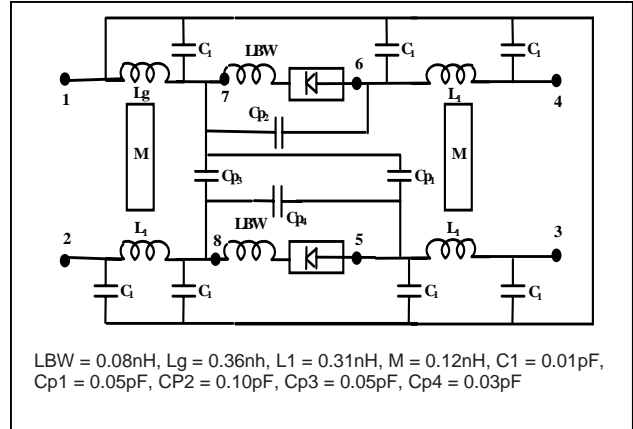 C₁ LBW C₁ C₁
6
1 Lg 7 L₁ 4
Cp₂
M M
Cp₃ Cp₁
Cp₄
2 L₁ LBW 3
8 5 L₁
C₁ C₁ C₁ C₁
LBW = 0.08nH, Lg = 0.36nh, L1 = 0.31nH, M = 0.12nH, C1 = 0.01pF,
Cp1 = 0.05pF, CP2 = 0.10pF, Cp3 = 0.05pF, Cp4 = 0.03pF